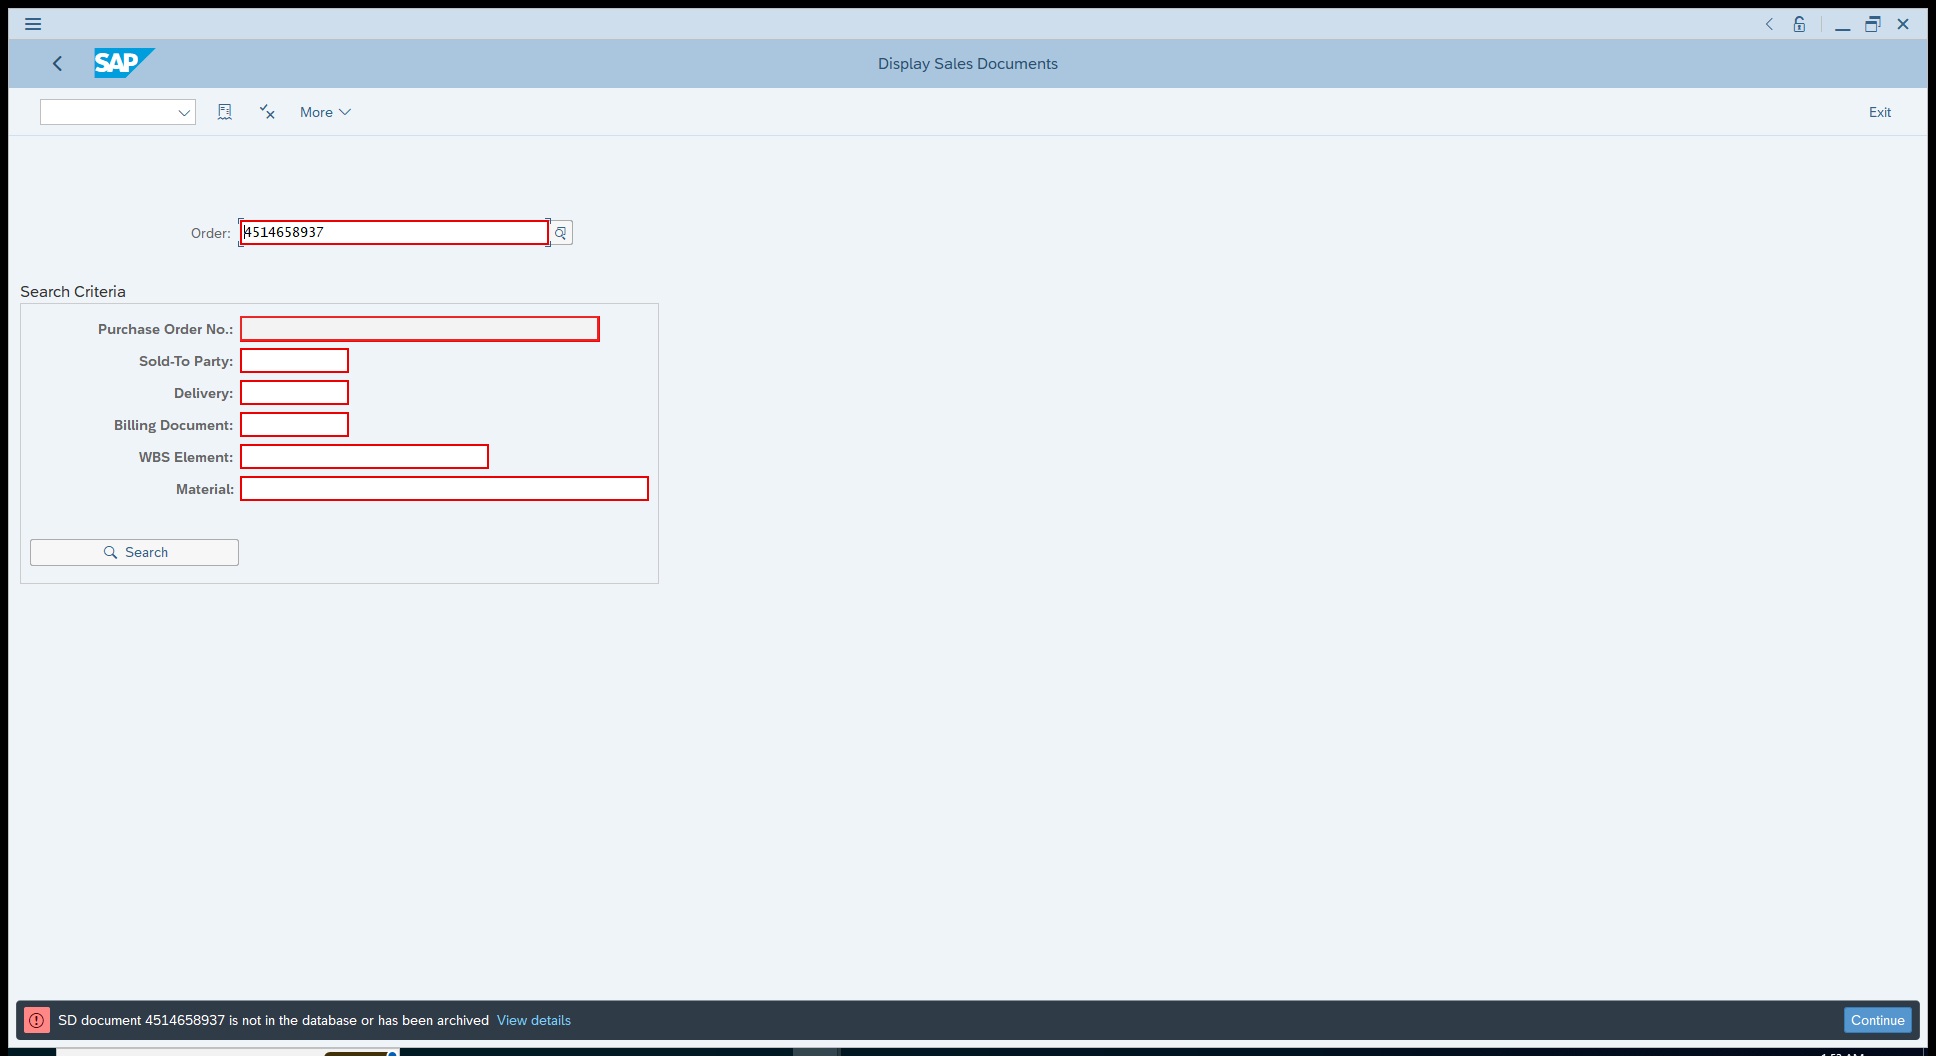 SAP
Display Sales Documents
More
Exit
Order: 4514658937
Search Criteria
Purchase Order No.:
Sold-To Party:
Delivery:
Billing Document:
WBS Element:
Material:
Search
SD document 4514658937 is not in the database or has been archived View details
Continue